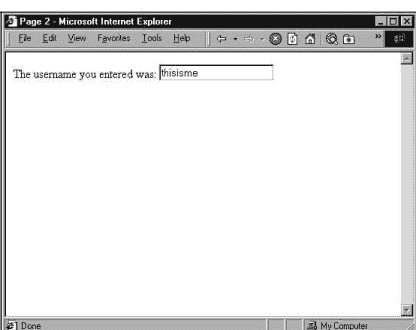 Page 2 - Microsoft Internet Explorer
File Edit View Favorites Tools Help »
The username you entered was: thisisme
Done My Computer